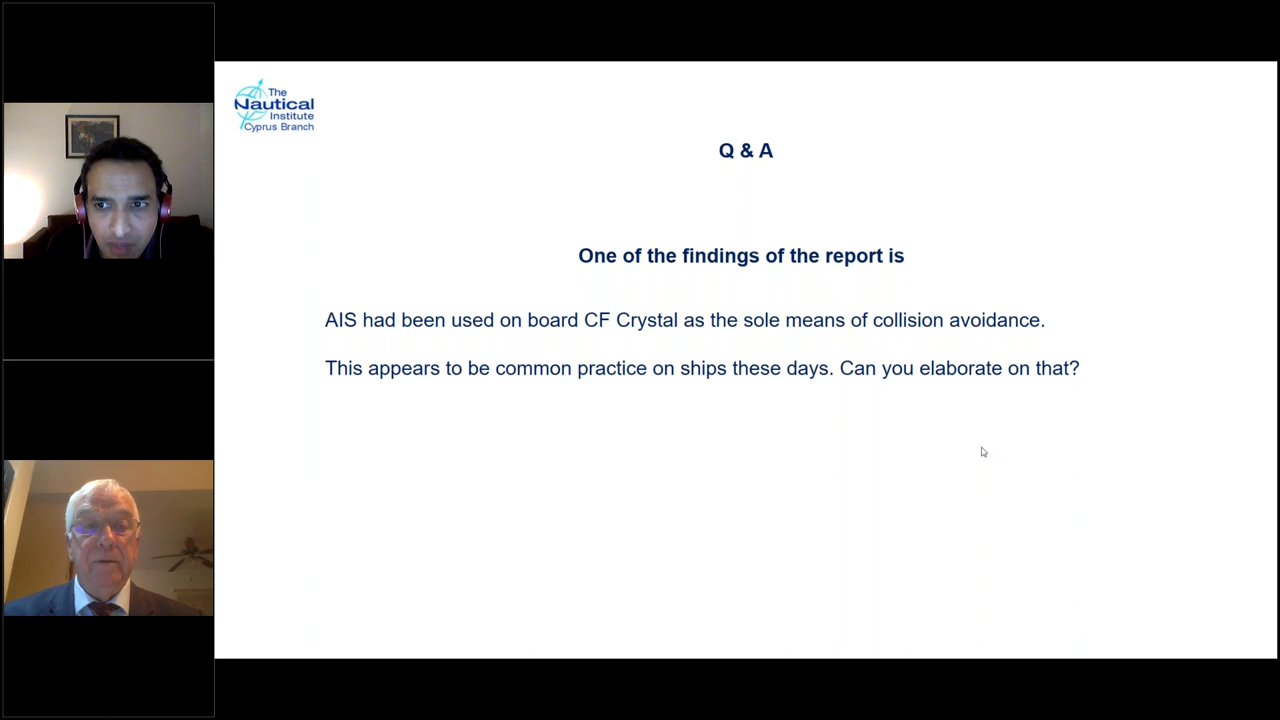 The
Nautical
Institute
Cyprus Branch
Q & A
One of the findings of the report is
AIS had been used on board CF Crystal as the sole means of collision avoidance.
This appears to be common practice on ships these days. Can you elaborate on that?